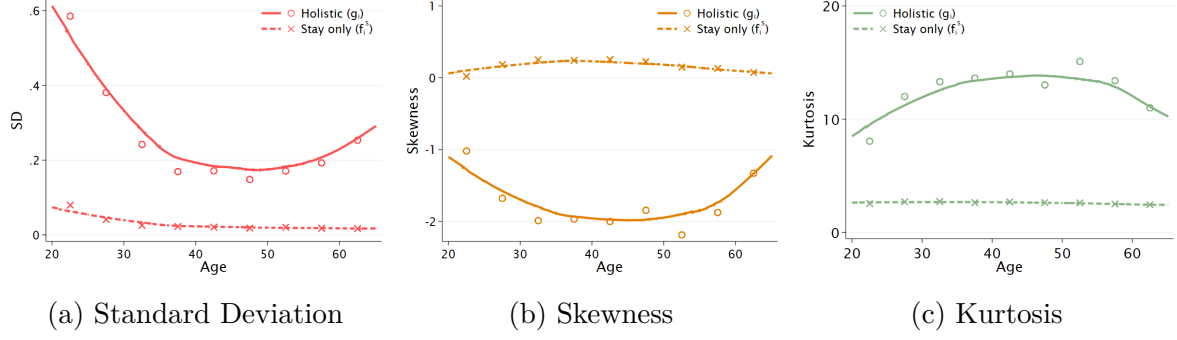 .6
.4
.2
0
SD
20
30
40
50
60
Age
Holistic (gᵢ)
Stay only (fᵢˢ)
(a) Standard Deviation
1
0
-1
-2
Skewness
20
30
40
50
60
Age
Holistic (gᵢ)
Stay only (fᵢˢ)
(b) Skewness
20
10
0
Kurtosis
20
30
40
50
60
Age
Holistic (gᵢ)
Stay only (fᵢˢ)
(c) Kurtosis